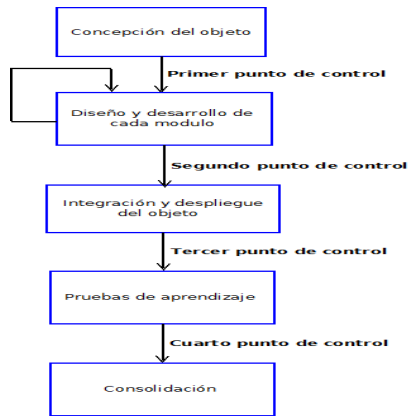 Concepción del objeto
Primer punto de control
Diseño y desarrollo de
cada modulo
Segundo punto de control
Integración y despliegue
del objeto
Tercer punto de control
Pruebas de aprendizaje
Cuarto punto de control
Consolidación